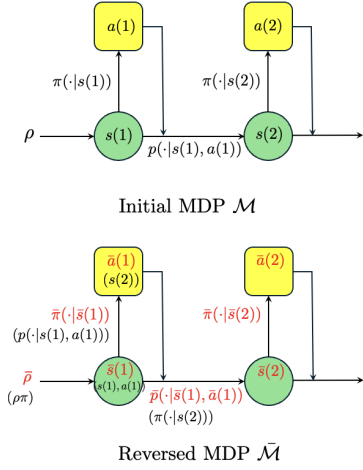 a(1) a(2)
π(·|s(1)) π(·|s(2))
ρ s(1) s(2)
p(·|s(1), a(1))
Initial MDP ℳ
ā(1) ā(2)
(s(2))
π̄(·|s̄(1)) π̄(·|s̄(2))
(p(·|s(1), a(1)))
ρ̄ s̄(1) p̄(·|s̄(1), ā(1)) s̄(2)
(ρπ) s(1), a(1)) (π(·|s(2)))
Reversed MDP ℳ̄